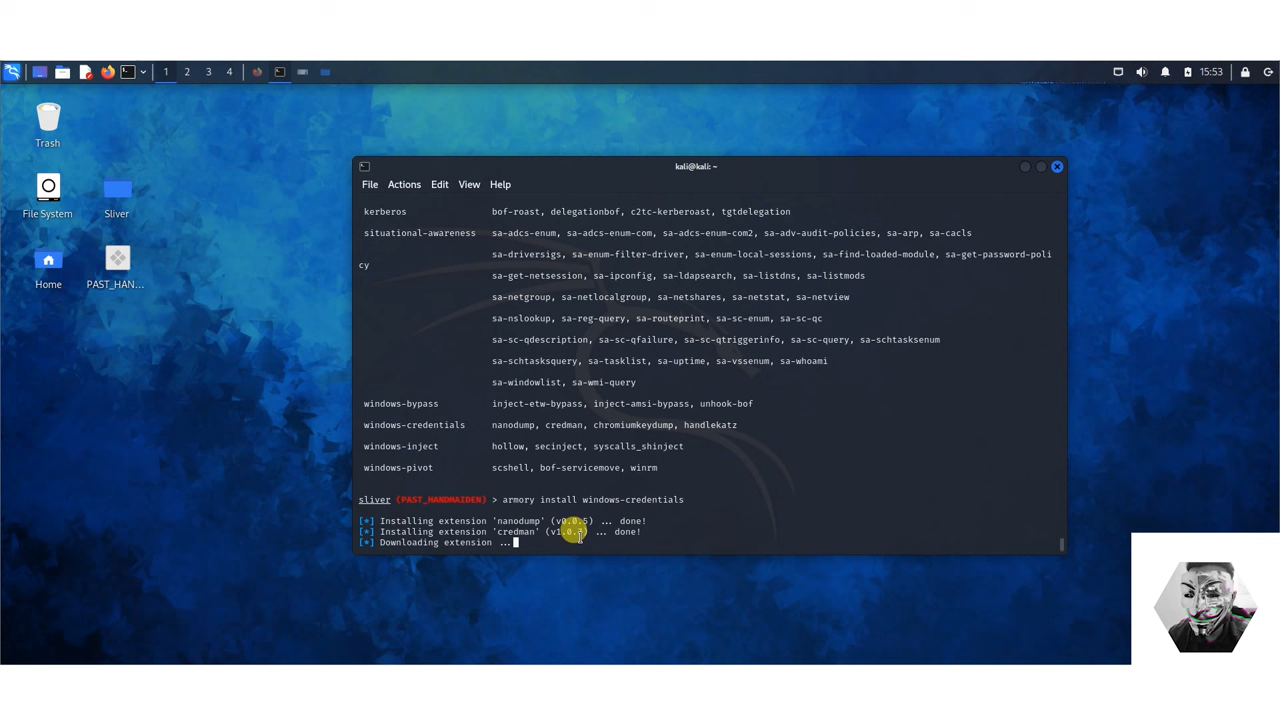 1 2 3 4 15:53
Trash
File System
Sliver
Home
PAST_HAN...
kali@kali: ~
File Actions Edit View Help
kerberos bof-roast, delegationbof, c2tc-kerberoast, tgtdelegation
situational-awareness sa-adcs-enum, sa-adcs-enum-com, sa-adcs-enum-com2, sa-adv-audit-policies, sa-arp, sa-cacls
sa-driversigs, sa-enum-filter-driver, sa-enum-local-sessions, sa-find-loaded-module, sa-get-password-poli
cy
sa-get-netsession, sa-ipconfig, sa-ldapsearch, sa-listdns, sa-listmods
sa-netgroup, sa-netlocalgroup, sa-netshares, sa-netstat, sa-netview
sa-nslookup, sa-reg-query, sa-routeprint, sa-sc-enum, sa-sc-qc
sa-sc-qdescription, sa-sc-qfailure, sa-sc-qtriggerinfo, sa-sc-query, sa-schtasksenum
sa-schtasksquery, sa-tasklist, sa-uptime, sa-vssenum, sa-whoami
sa-windowlist, sa-wmi-query
windows-bypass inject-etw-bypass, inject-amsi-bypass, unhook-bof
windows-credentials nanodump, credman, chromiumkeydump, handlekatz
windows-inject hollow, secinject, syscalls_shinject
windows-pivot scshell, bof-servicemove, winrm
sliver (PAST_HANDMAIDEN) > armory install windows-credentials
[*] Installing extension 'nanodump' (v0.0.5) ... done!
[*] Installing extension 'credman' ... done!
[*] Downloading extension ...